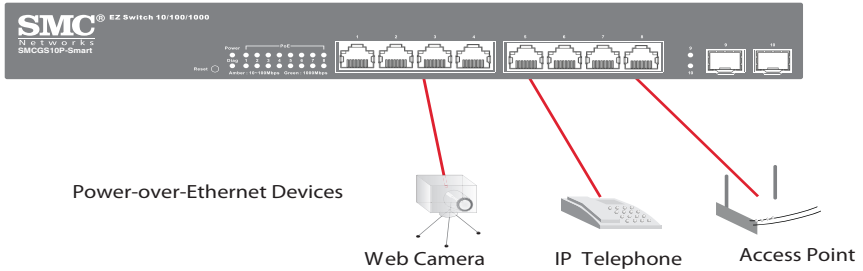 SMC® EZ Switch 10/100/1000
Networks
SMCGS10P-Smart
Reset
Power PoE
Diag 1 2 3 4 5 6 7 8
Amber : 10~100Mbps Green : 1000Mbps
1 2 3 4 5 6 7 8
9
10
9 10
Power-over-Ethernet Devices
Web Camera
IP Telephone
Access Point